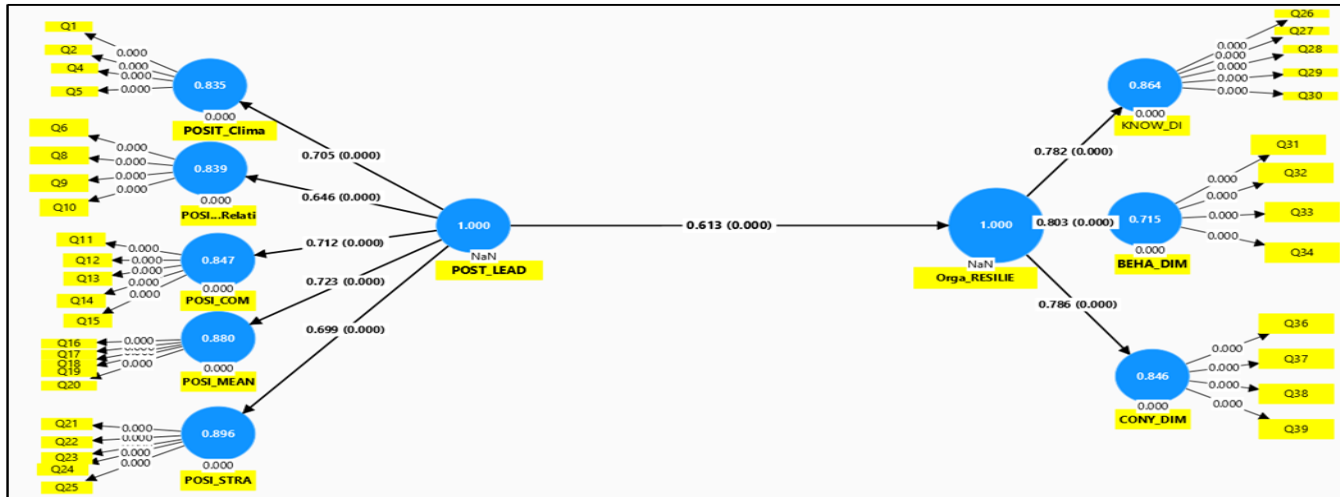 Q1
0.000
Q2
0.000
Q4
0.000
Q5
0.000
0.835
0.000
POSIT_Clima
Q6
0.000
Q8
0.000
Q9
0.000
Q10
0.000
0.839
0.000
POSI...Relati
Q11
0.000
Q12
0.000
Q13
0.000
Q14
0.000
Q15
0.000
0.847
0.000
POSI_COM
Q16
0.000
Q17
Q18
Q19
0.000
Q20
0.880
0.000
POSI_MEAN
Q21
0.000
Q22
Q23
0.000
Q24
0.000
Q25
0.896
0.000
POSI_STRA
0.705 (0.000)
0.646 (0.000)
0.712 (0.000)
0.723 (0.000)
0.699 (0.000)
1.000
NaN
POST_LEAD
0.613 (0.000)
1.000
NaN
Orga_RESILIE
0.782 (0.000)
0.803 (0.000)
0.786 (0.000)
0.864
0.000
KNOW_DI
Q26
0.000
Q27
0.000
Q28
0.000
Q29
0.000
Q30
0.000
0.715
0.000
BEHA_DIM
Q31
0.000
Q32
0.000
Q33
0.000
Q34
0.000
0.846
0.000
CONY_DIM
Q36
0.000
Q37
0.000
Q38
0.000
Q39
0.000